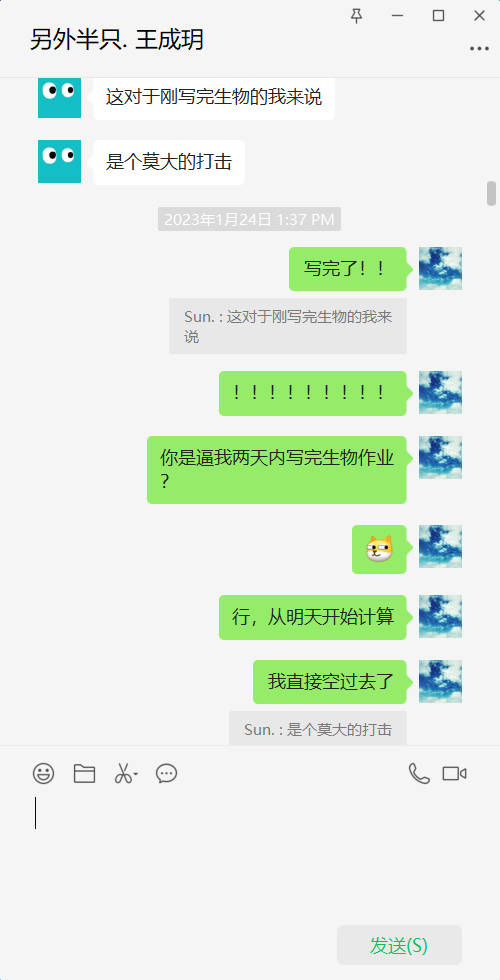 另外半只. 王成玥
这对于刚写完生物的我来说
是个莫大的打击
2023年1月24日 1:37 PM
写完了！！
Sun. : 这对于刚写完生物的我来
说
！！！！！！！！！
你是逼我两天内写完生物作业
？
行，从明天开始计算
我直接空过去了
Sun. : 是个莫大的打击
发送(S)